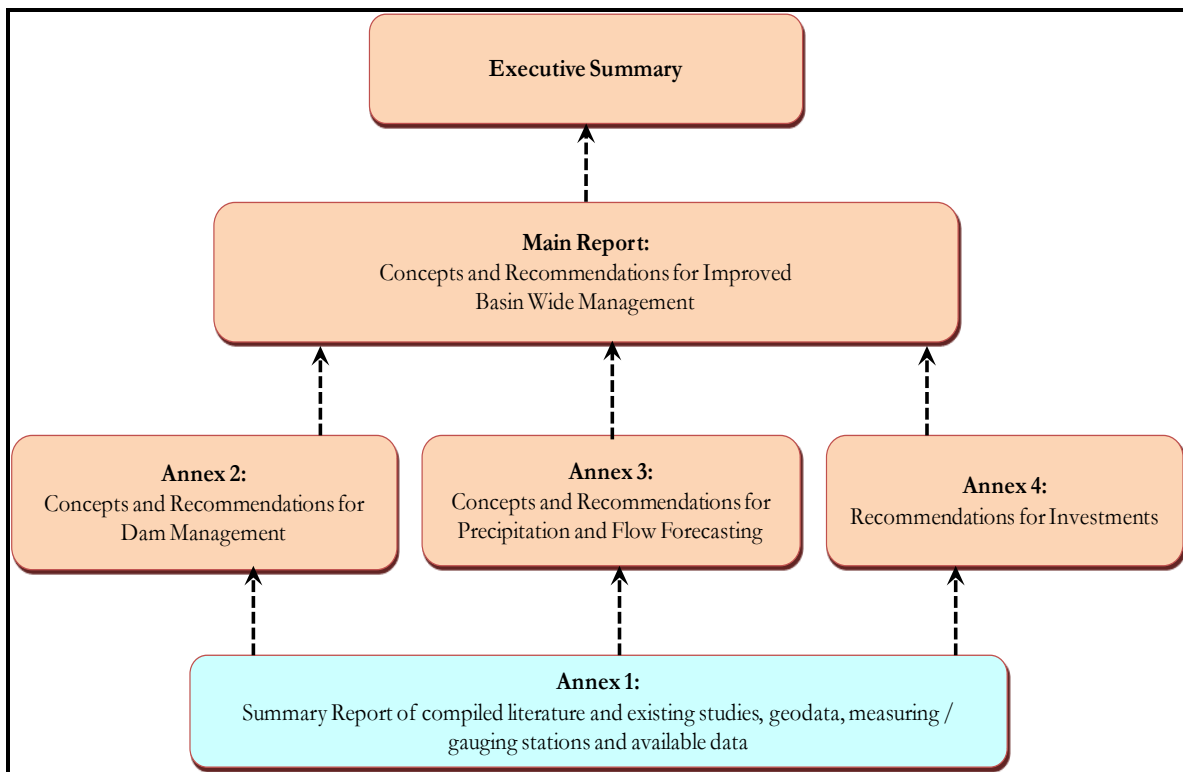 Executive Summary
Main Report:
Concepts and Recommendations for Improved
Basin Wide Management
Annex 2:
Concepts and Recommendations for
Dam Management
Annex 3:
Concepts and Recommendations for
Precipitation and Flow Forecasting
Annex 4:
Recommendations for Investments
Annex 1:
Summary Report of compiled literature and existing studies, geodata, measuring /
gauging stations and available data